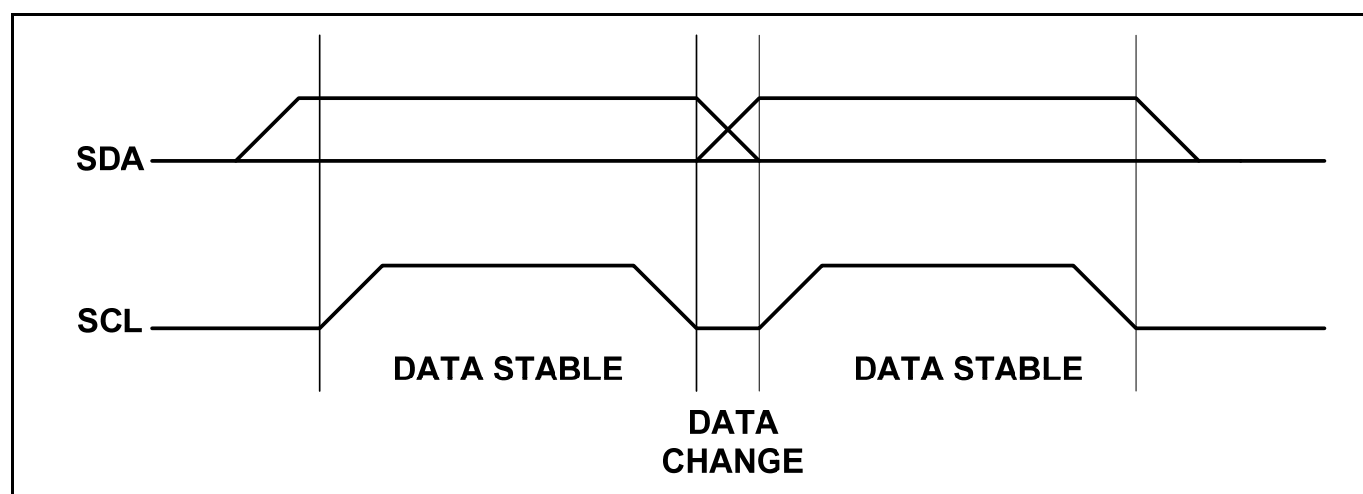 SDA
SCL
DATA STABLE
DATA STABLE
DATA
CHANGE